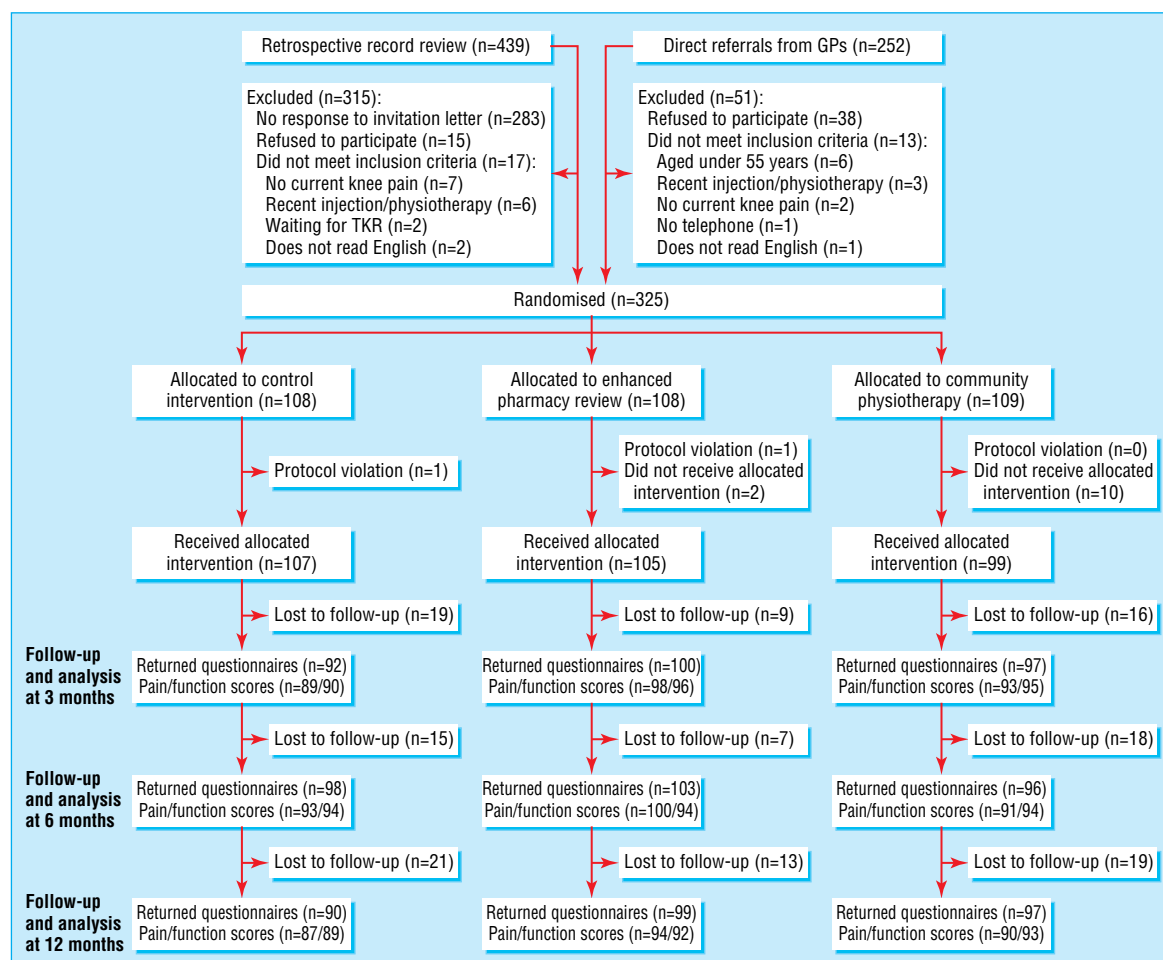 Retrospective record review (n=439)
Direct referrals from GPs (n=252)
Excluded (n=315):
No response to invitation letter (n=283)
Refused to participate (n=15)
Did not meet inclusion criteria (n=17):
No current knee pain (n=7)
Recent injection/physiotherapy (n=6)
Waiting for TKR (n=2)
Does not read English (n=2)
Excluded (n=51):
Refused to participate (n=38)
Did not meet inclusion criteria (n=13):
Aged under 55 years (n=6)
Recent injection/physiotherapy (n=3)
No current knee pain (n=2)
No telephone (n=1)
Does not read English (n=1)
Randomised (n=325)
Allocated to control
intervention (n=108)
Allocated to enhanced
pharmacy review (n=108)
Allocated to community
physiotherapy (n=109)
Protocol violation (n=1)
Protocol violation (n=1)
Did not receive allocated
intervention (n=2)
Protocol violation (n=0)
Did not receive allocated
intervention (n=10)
Received allocated
intervention (n=107)
Received allocated
intervention (n=105)
Received allocated
intervention (n=99)
Lost to follow-up (n=19)
Lost to follow-up (n=9)
Lost to follow-up (n=16)
Follow-up
and analysis
at 3 months
Returned questionnaires (n=92)
Pain/function scores (n=89/90)
Returned questionnaires (n=100)
Pain/function scores (n=98/96)
Returned questionnaires (n=97)
Pain/function scores (n=93/95)
Lost to follow-up (n=15)
Lost to follow-up (n=7)
Lost to follow-up (n=18)
Follow-up
and analysis
at 6 months
Returned questionnaires (n=98)
Pain/function scores (n=93/94)
Returned questionnaires (n=103)
Pain/function scores (n=100/94)
Returned questionnaires (n=96)
Pain/function scores (n=91/94)
Lost to follow-up (n=21)
Lost to follow-up (n=13)
Lost to follow-up (n=19)
Follow-up
and analysis
at 12 months
Returned questionnaires (n=90)
Pain/function scores (n=87/89)
Returned questionnaires (n=99)
Pain/function scores (n=94/92)
Returned questionnaires (n=97)
Pain/function scores (n=90/93)